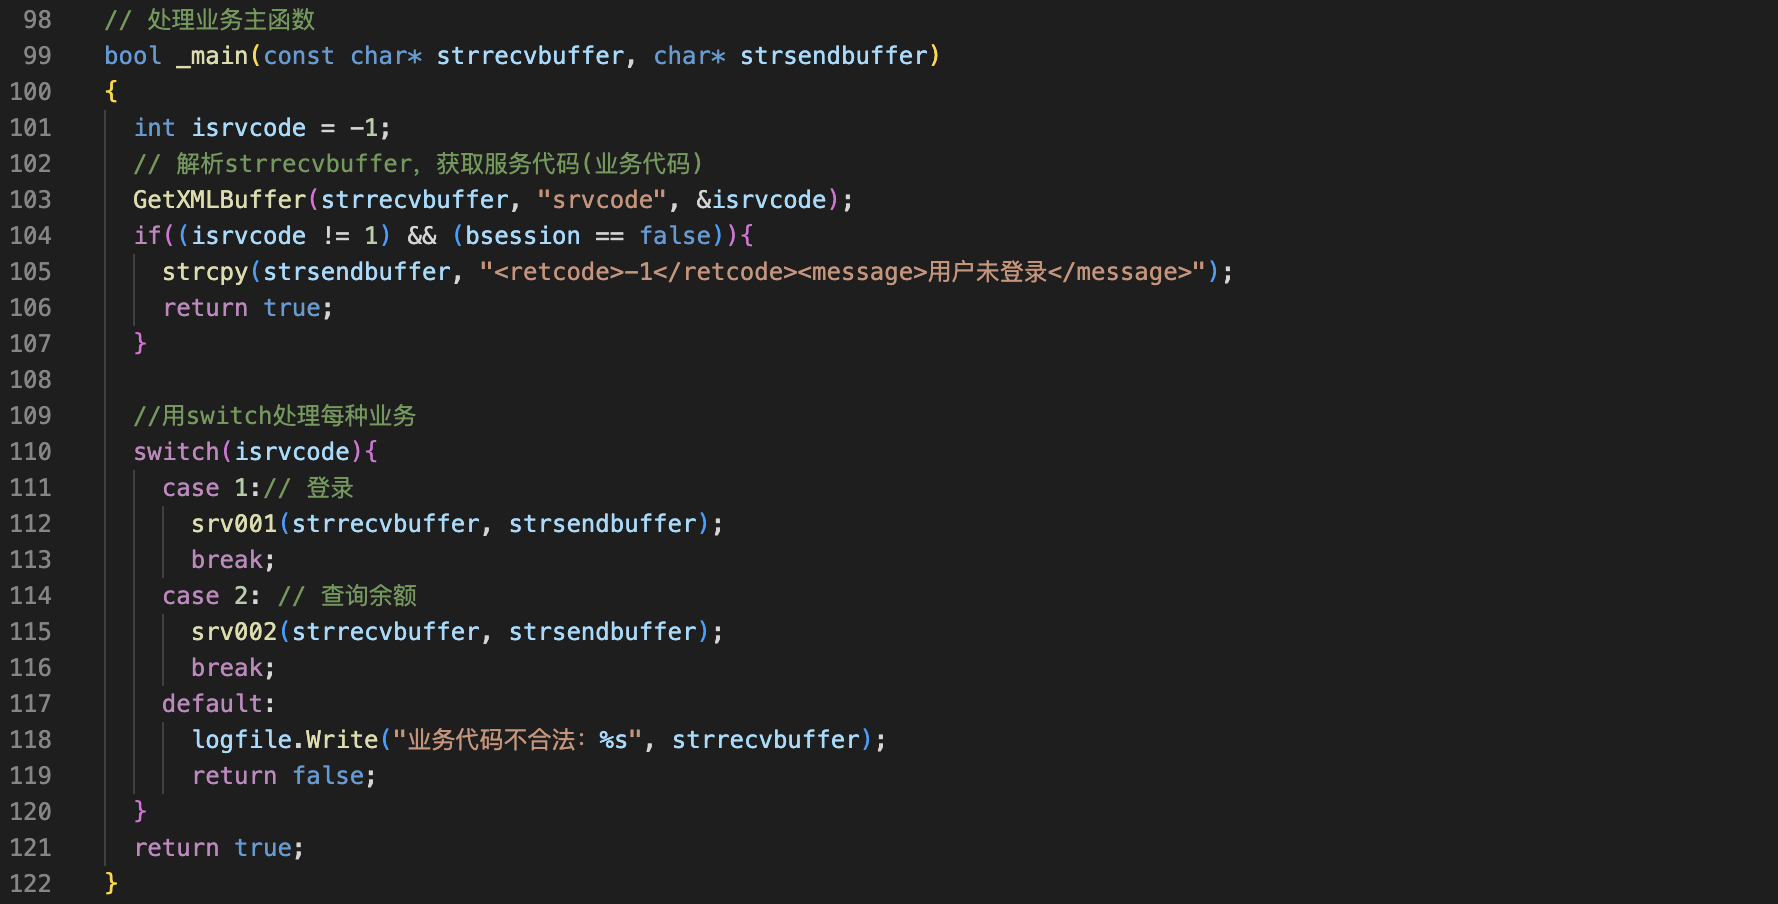 98 // 处理业务主函数
99 bool _main(const char* strrecvbuffer, char* strsendbuffer)
100 {
101 int isrvcode = -1;
102 // 解析strrecvbuffer，获取服务代码(业务代码)
103 GetXMLBuffer(strrecvbuffer, "srvcode", &isrvcode);
104 if((isrvcode != 1) && (bsession == false)){
105 strcpy(strsendbuffer, "<retcode>-1</retcode><message>用户未登录</message>");
106 return true;
107 }
108
109 //用switch处理每种业务
110 switch(isrvcode){
111 case 1:// 登录
112 srv001(strrecvbuffer, strsendbuffer);
113 break;
114 case 2: // 查询余额
115 srv002(strrecvbuffer, strsendbuffer);
116 break;
117 default:
118 logfile.Write("业务代码不合法：%s", strrecvbuffer);
119 return false;
120 }
121 return true;
122 }